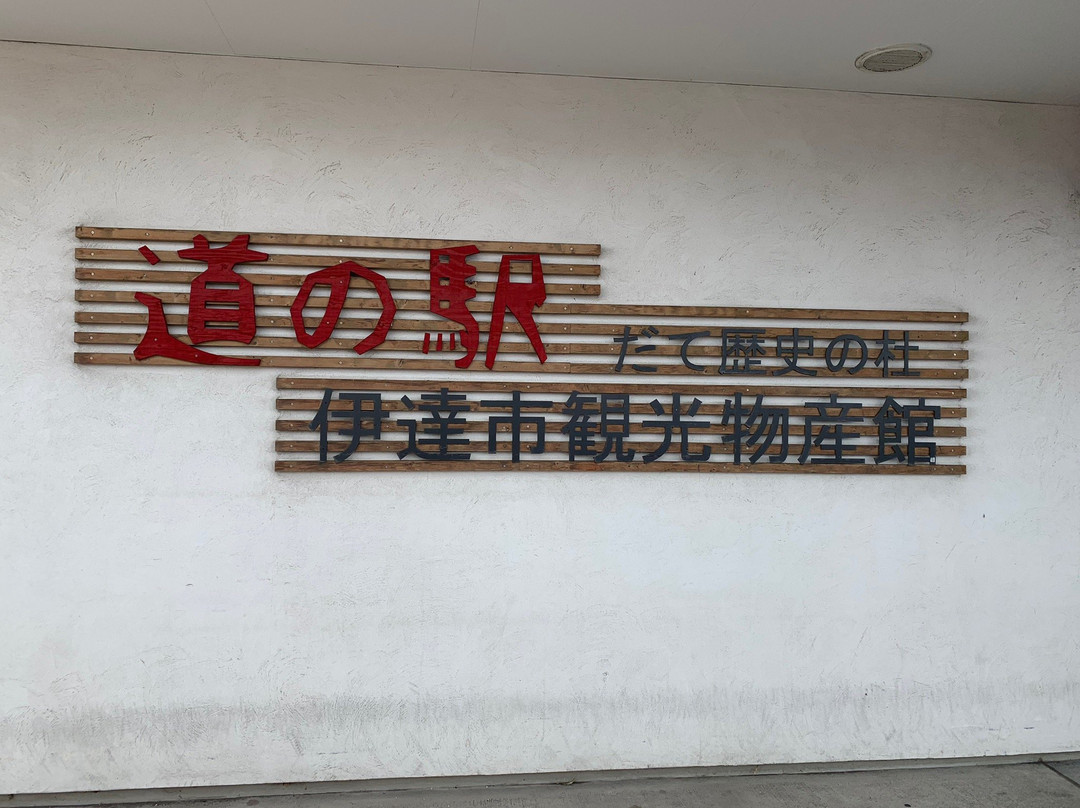 道の駅 だて歴史の杜
伊達市観光物産館